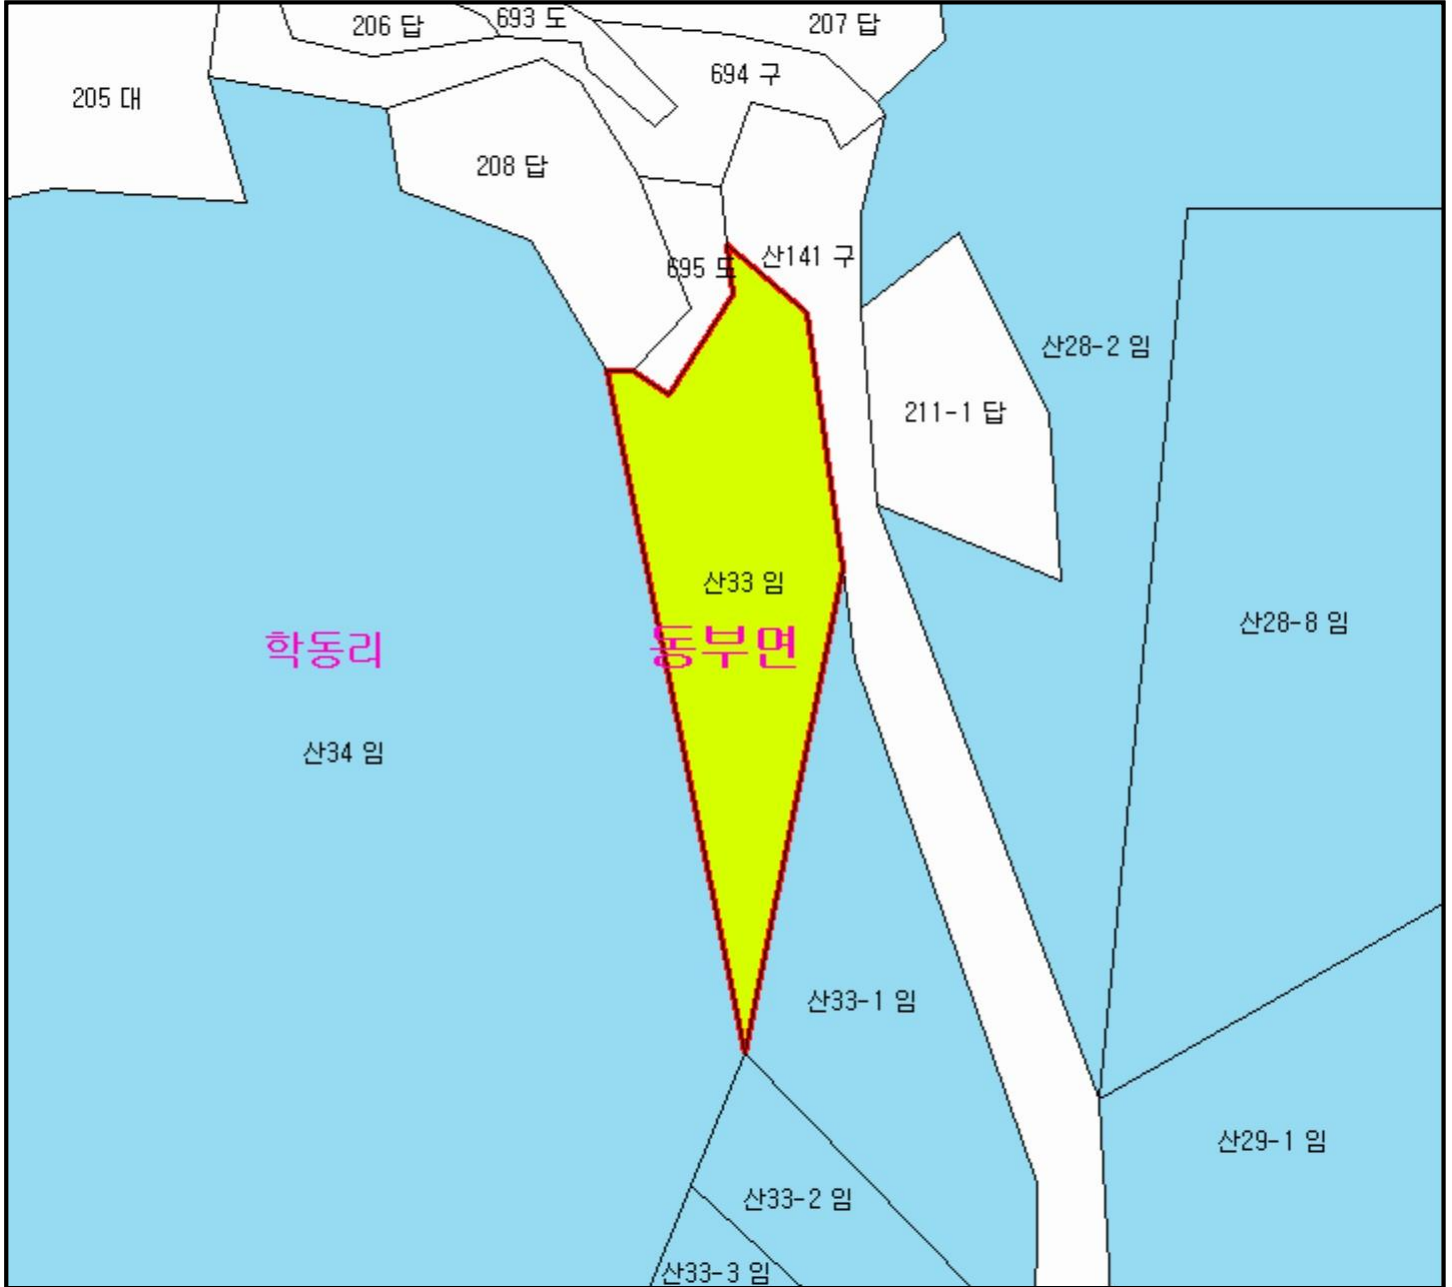 693 도
206 답
207 답
694 구
205 대
208 답
산141 구
695 도
산28-2 임
211-1 답
산33 임
산28-8 임
학동리
동부면
산34 임
산33-1 임
산29-1 임
산33-2 임
산33-3 임